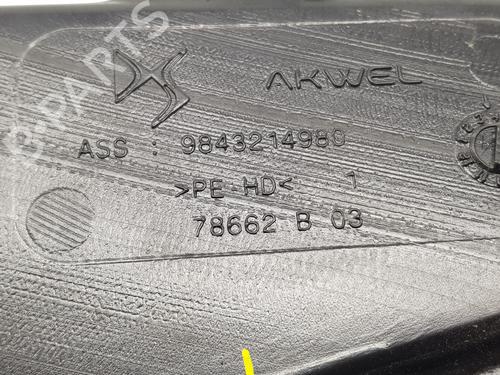 AKWEL
ASS : 9843214980
>PE-HD< 1
78662 B 03
B-PARTS